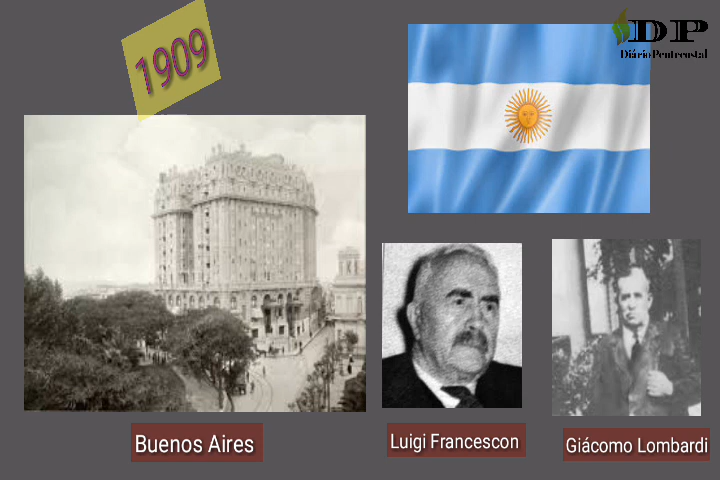 1909
DP
Diário Pentecostal
Buenos Aires
Luigi Francescon
Giácomo Lombardi